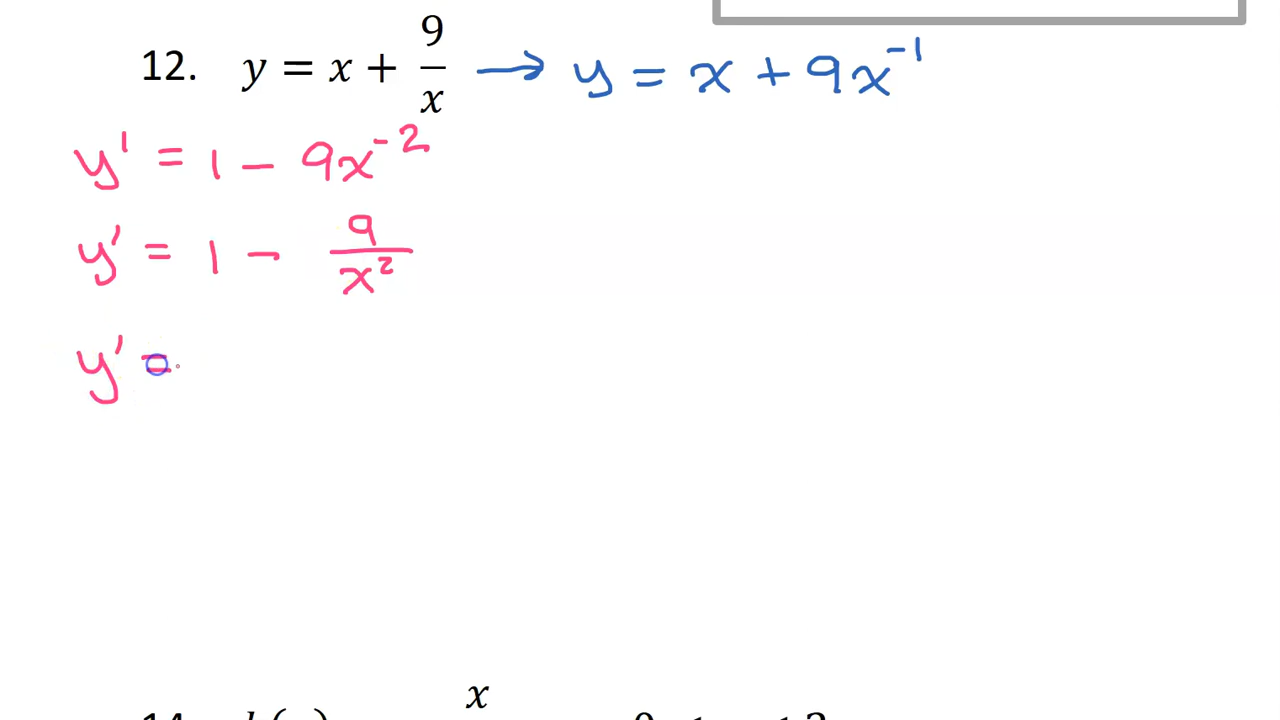 12. y = x + 9/x → y = x + 9x⁻¹
y' = 1 − 9x⁻²
y' = 1 − 9/x²
y' =
x